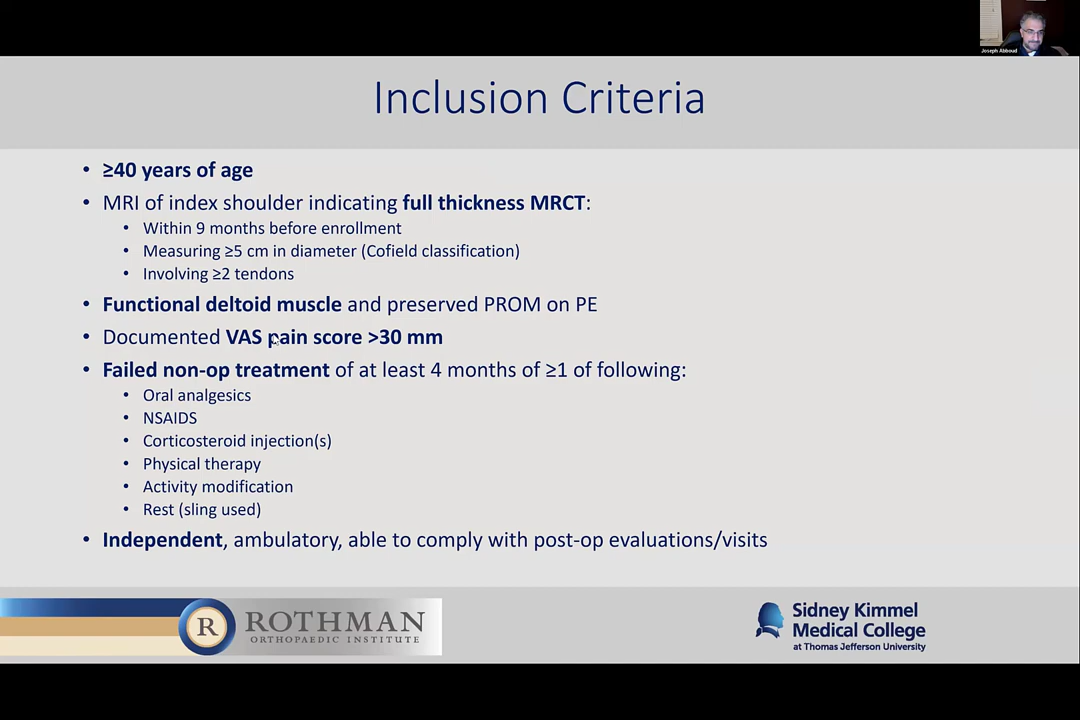 Joseph Abboud
Inclusion Criteria
• ≥40 years of age
• MRI of index shoulder indicating full thickness MRCT:
• Within 9 months before enrollment
• Measuring ≥5 cm in diameter (Cofield classification)
• Involving ≥2 tendons
• Functional deltoid muscle and preserved PROM on PE
• Documented VAS pain score >30 mm
• Failed non-op treatment of at least 4 months of ≥1 of following:
• Oral analgesics
• NSAIDS
• Corticosteroid injection(s)
• Physical therapy
• Activity modification
• Rest (sling used)
• Independent, ambulatory, able to comply with post-op evaluations/visits
R
ROTHMAN
ORTHOPAEDIC INSTITUTE
Sidney Kimmel
Medical College
at Thomas Jefferson University